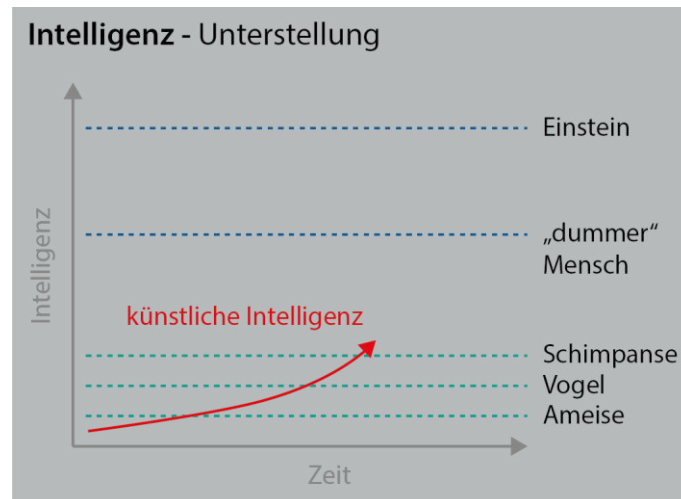 Intelligenz - Unterstellung
Einstein
„dummer“
Mensch
Intelligenz
künstliche Intelligenz
Schimpanse
Vogel
Ameise
Zeit